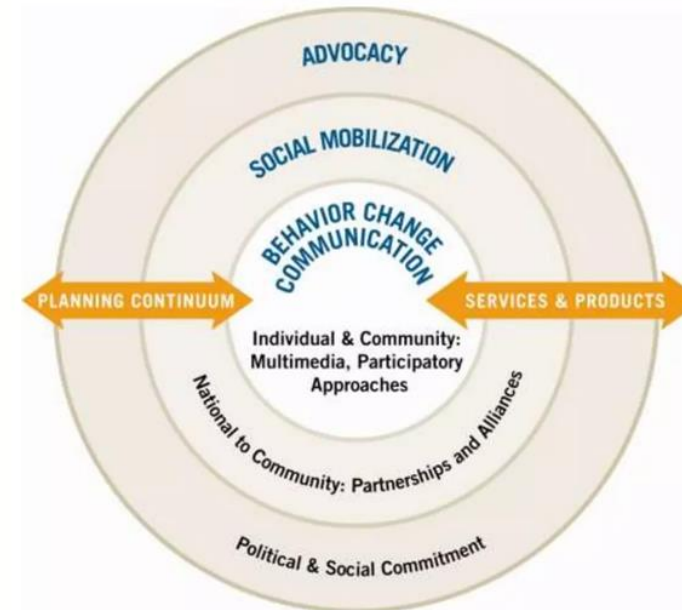 ADVOCACY
SOCIAL MOBILIZATION
BEHAVIOR CHANGE
COMMUNICATION
PLANNING CONTINUUM
SERVICES & PRODUCTS
Individual & Community:
Multimedia, Participatory
Approaches
National to Community: Partnerships and Alliances
Political & Social Commitment